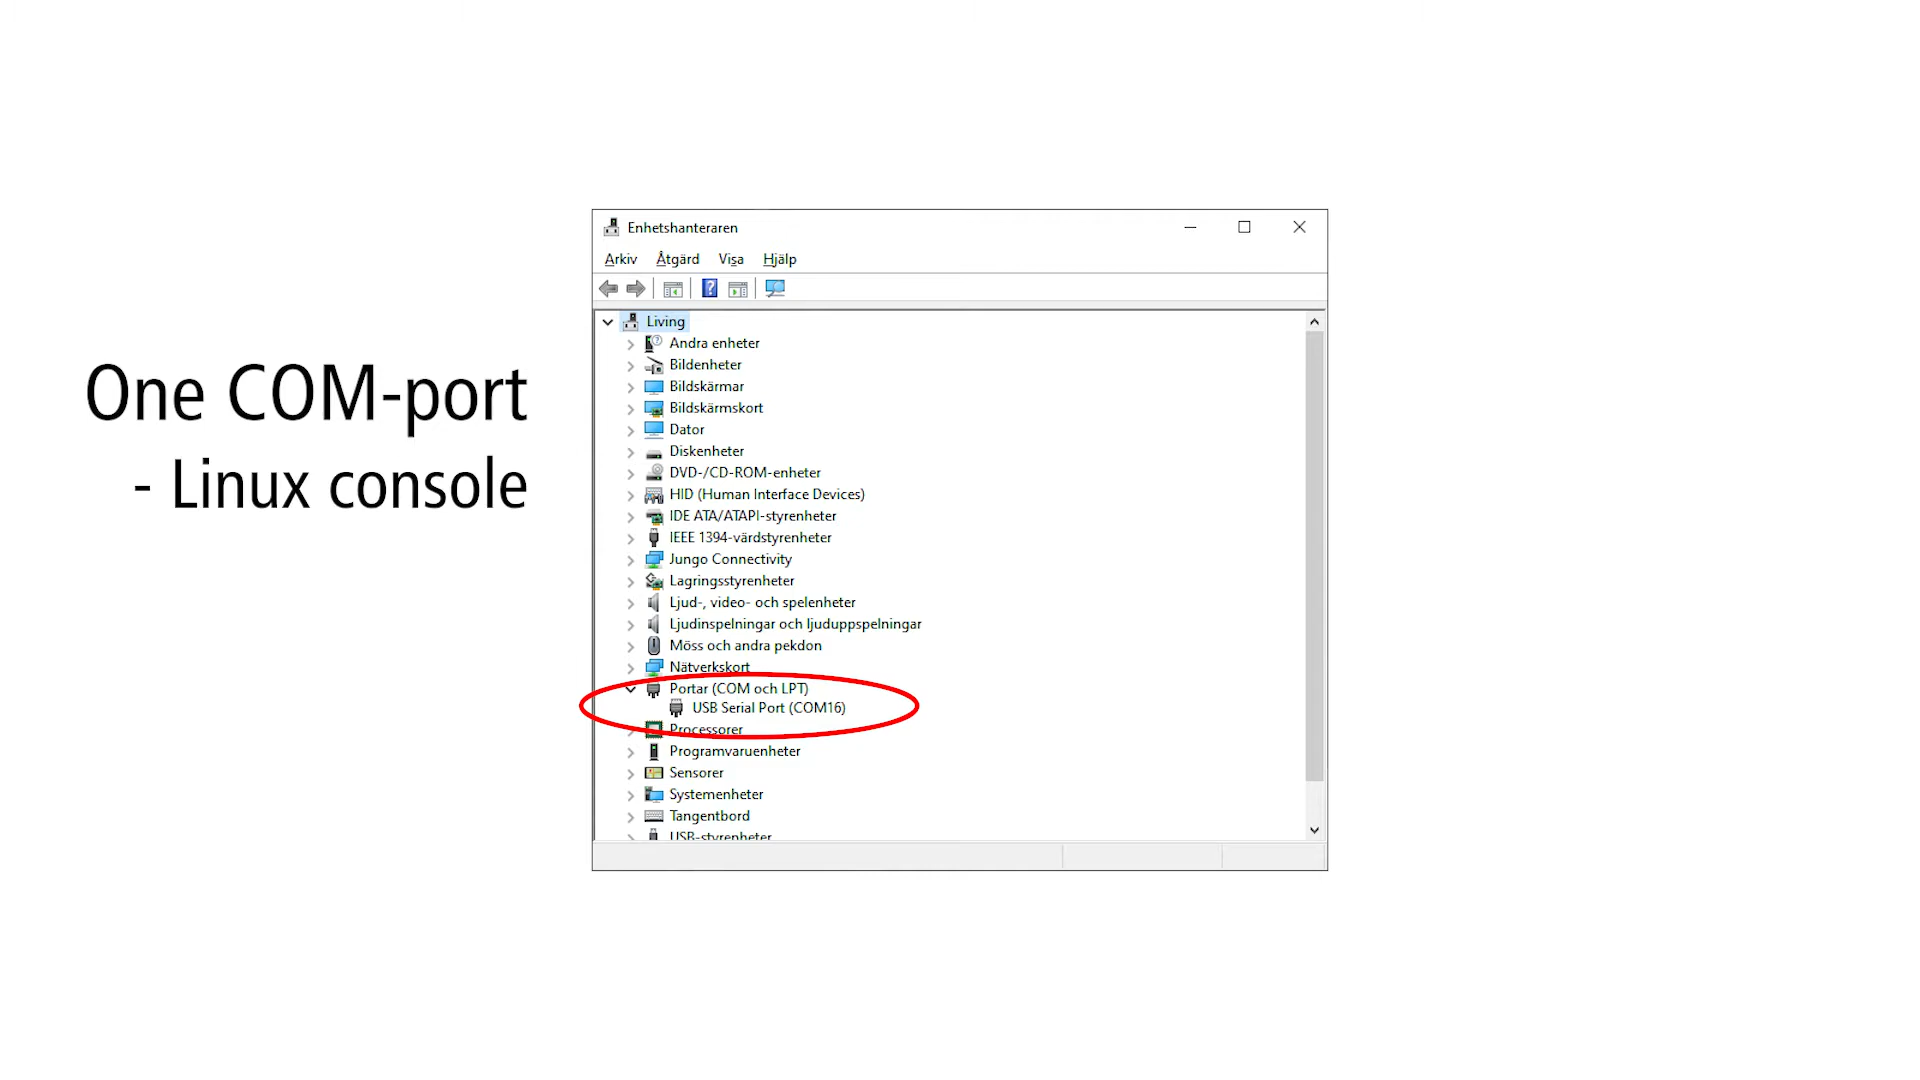 One COM-port
- Linux console
Enhetshanteraren
Arkiv Åtgärd Visa Hjälp
Living
Andra enheter
Bildenheter
Bildskärmar
Bildskärmskort
Dator
Diskenheter
DVD-/CD-ROM-enheter
HID (Human Interface Devices)
IDE ATA/ATAPI-styrenheter
IEEE 1394-värdstyrenheter
Jungo Connectivity
Lagringsstyrenheter
Ljud-, video- och spelenheter
Ljudinspelningar och ljuduppspelningar
Möss och andra pekdon
Nätverkskort
Portar (COM och LPT)
USB Serial Port (COM16)
Processorer
Programvaruenheter
Sensorer
Systemenheter
Tangentbord
USB-styrenheter